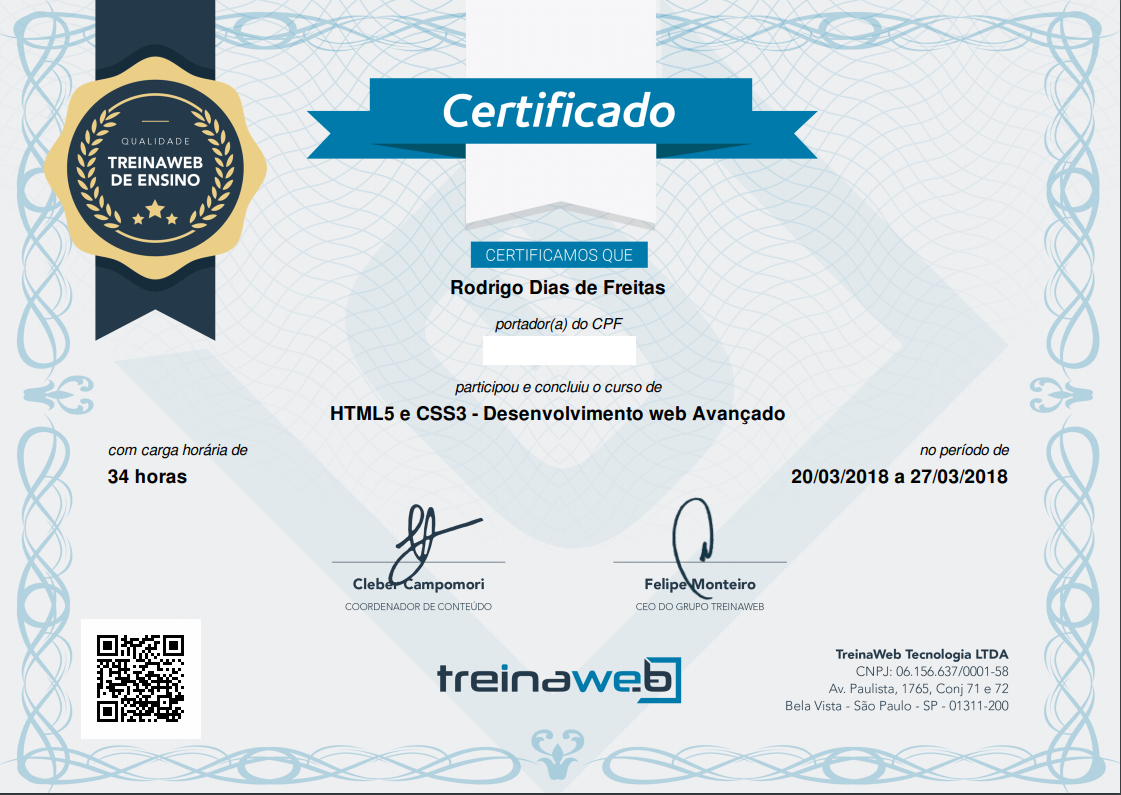 Certificado
QUALIDADE
TREINAWEB
DE ENSINO
CERTIFICAMOS QUE
Rodrigo Dias de Freitas
portador(a) do CPF
participou e concluiu o curso de
HTML5 e CSS3 - Desenvolvimento web Avançado
com carga horária de
34 horas
no período de
20/03/2018 a 27/03/2018
Cleber Campomori
COORDENADOR DE CONTEÚDO
Felipe Monteiro
CEO DO GRUPO TREINAWEB
treinaweb
TreinaWeb Tecnologia LTDA
CNPJ: 06.156.637/0001-58
Av. Paulista, 1765, Conj 71 e 72
Bela Vista - São Paulo - SP - 01311-200